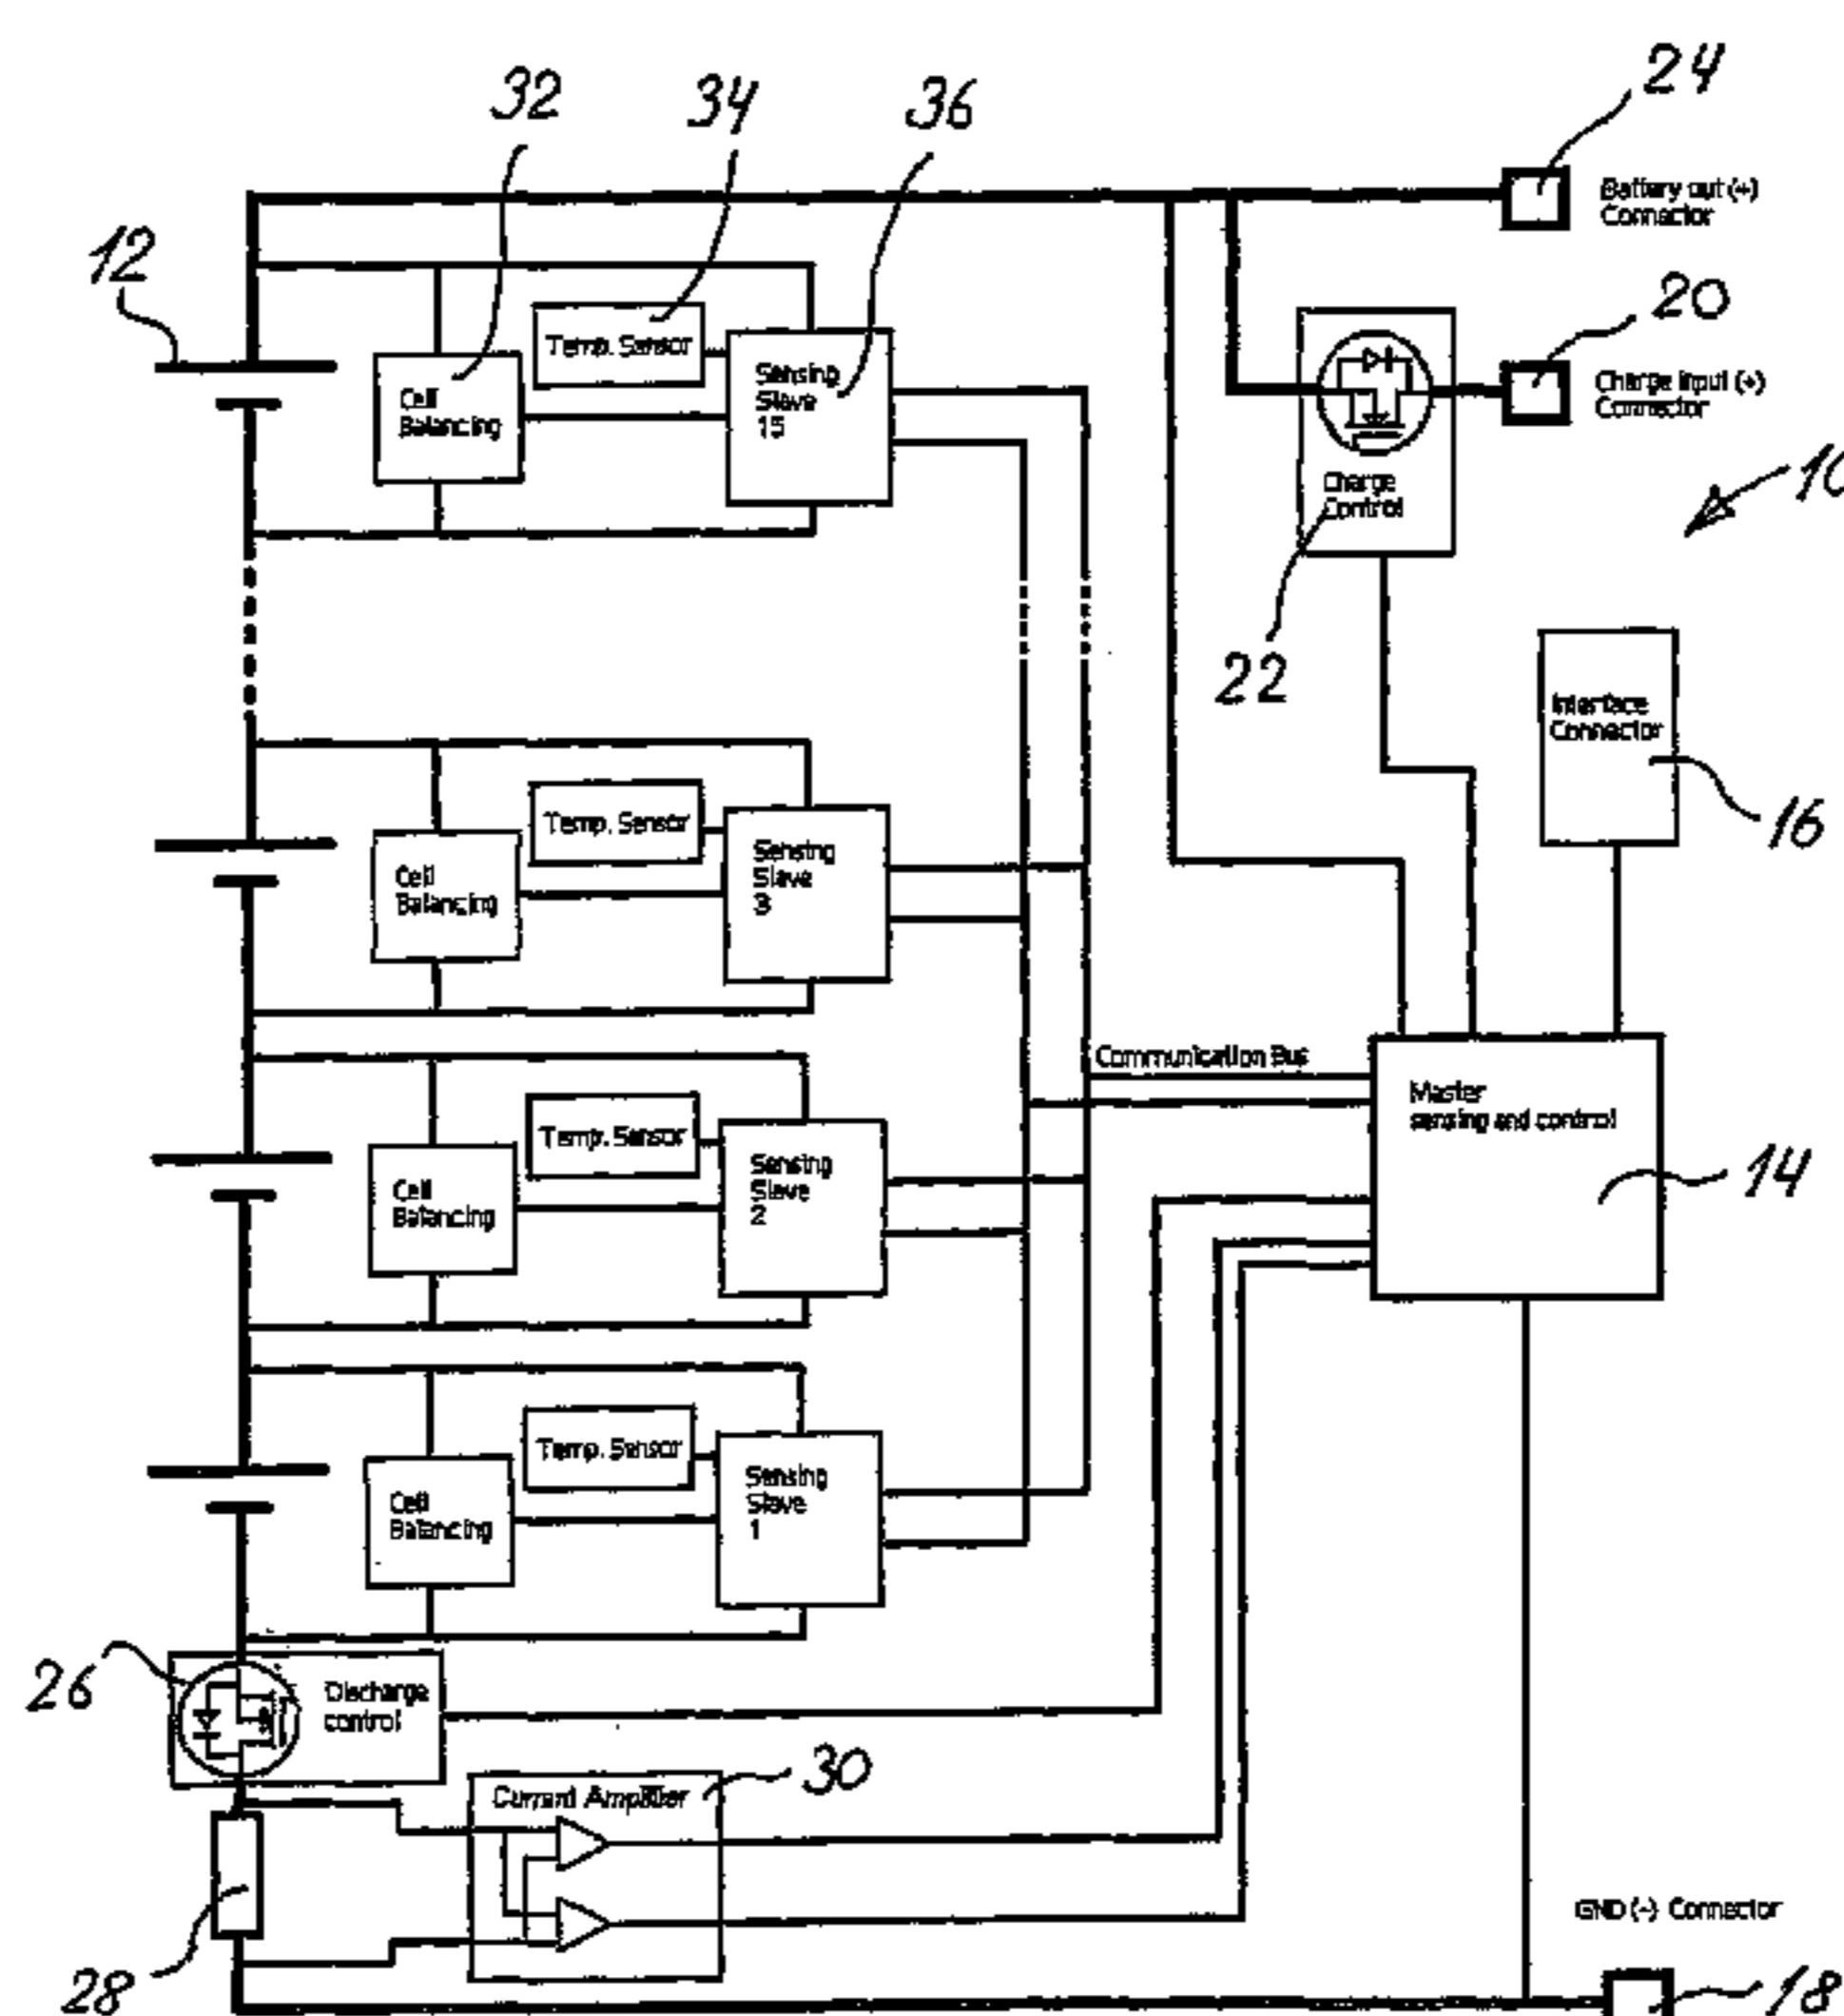 32
34
36
24
Battery out (+)
Connector
12
20
Temp. Sensor
Sensing
Slave
15
Cell
Balancing
Charge input (+)
Connector
10
Charge
Control
22
Interface
Connector
16
Temp. Sensor
Sensing
Slave
Cell
Balancing
Communication Bus
Master
sensing and control
14
Temp. Sensor
Sensing
Slave
2
Cell
Balancing
Temp. Sensor
Sensing
Slave
1
Cell
Balancing
26
Discharge
control
30
Current Amplifier
28
GND (-) Connector
18